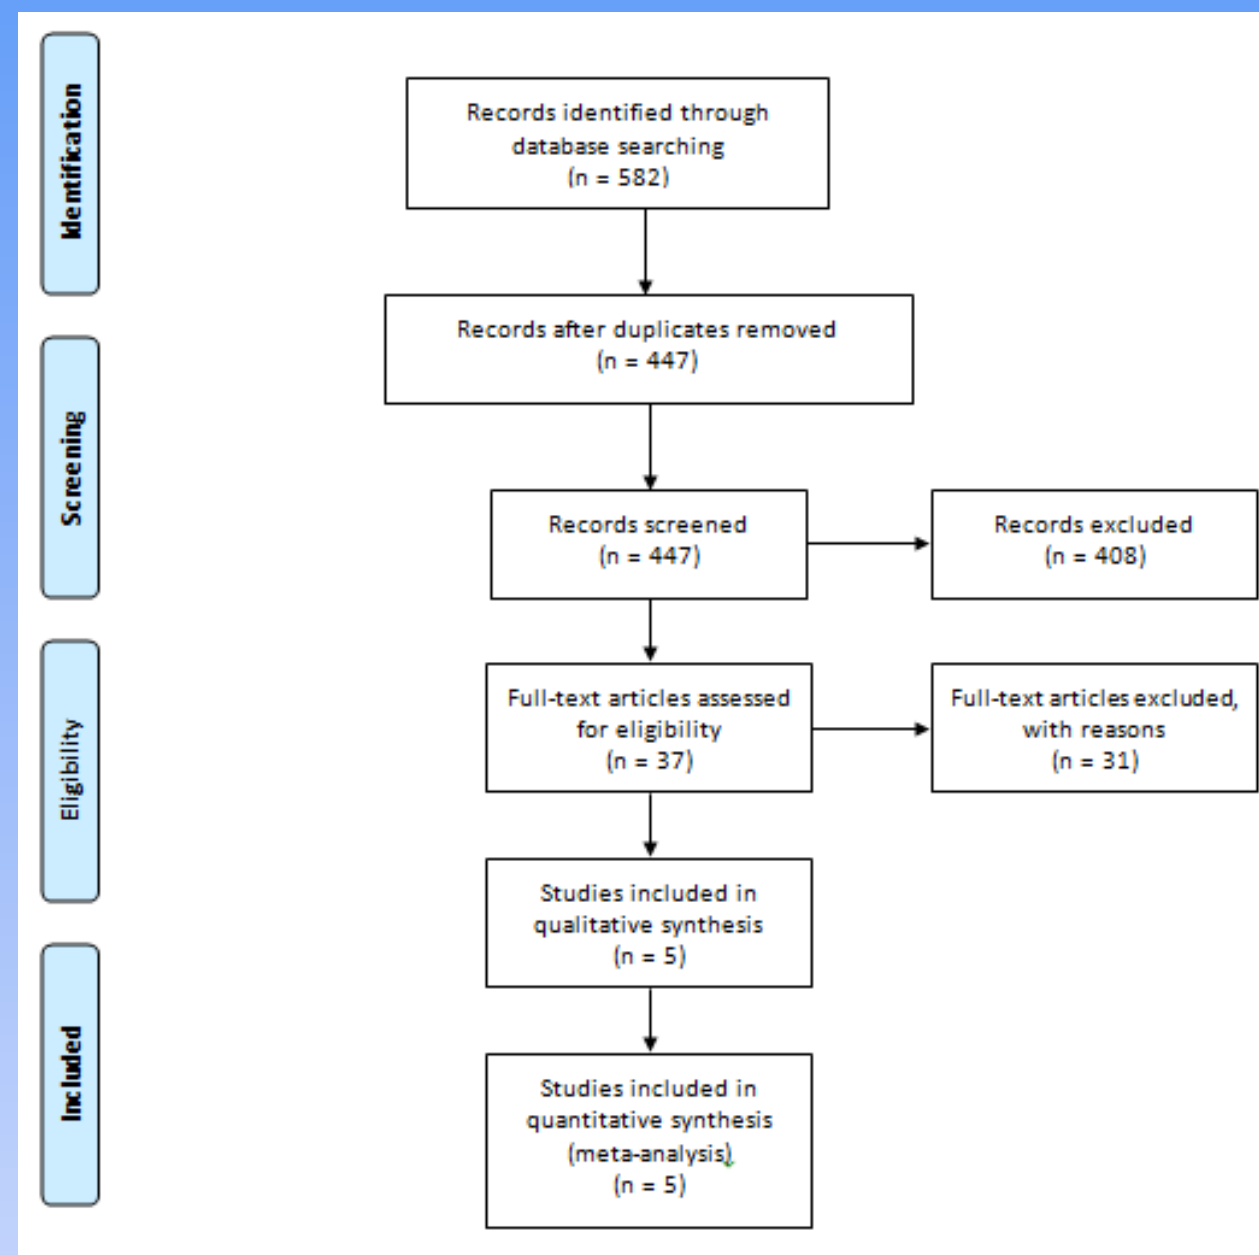 Identification
Records identified through
database searching
(n = 582)
Records after duplicates removed
(n = 447)
Screening
Records screened
(n = 447)
Records excluded
(n = 408)
Eligibility
Full-text articles assessed
for eligibility
(n = 37)
Full-text articles excluded,
with reasons
(n = 31)
Studies included in
qualitative synthesis
(n = 5)
Included
Studies included in
quantitative synthesis
(meta-analysis)
(n = 5)